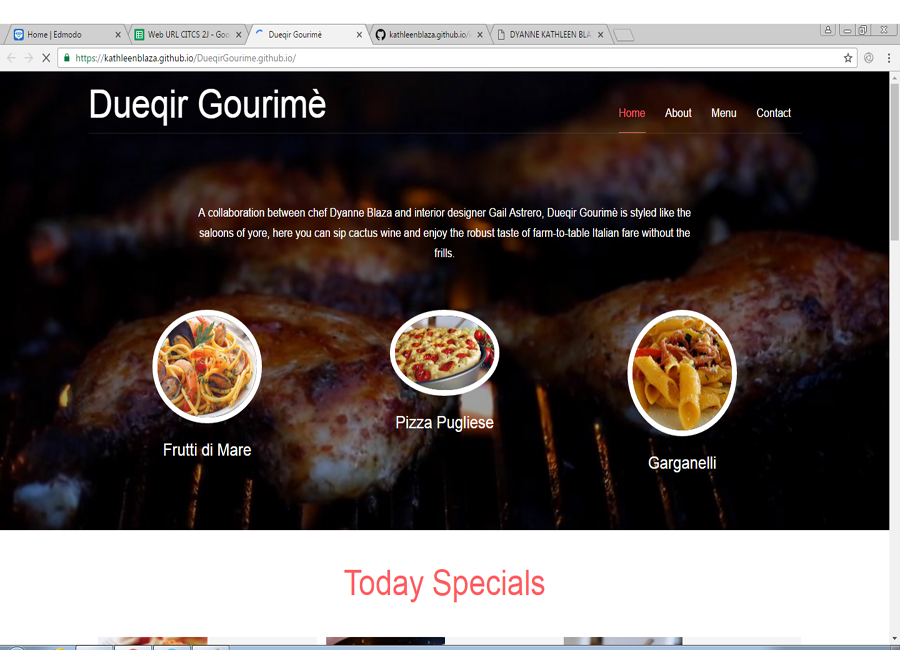 Home | Edmodo
Web URL CITCS 2J - Goo
Dueqir Gourimè
kathleenblaza.github.io/
DYANNE KATHLEEN BLA
https://kathleenblaza.github.io/DueqirGourime.github.io/
Dueqir Gourimè
Home About Menu Contact
A collaboration between chef Dyanne Blaza and interior designer Gail Astrero, Dueqir Gourimè is styled like the
saloons of yore, here you can sip cactus wine and enjoy the robust taste of farm-to-table Italian fare without the
frills.
Frutti di Mare
Pizza Pugliese
Garganelli
Today Specials